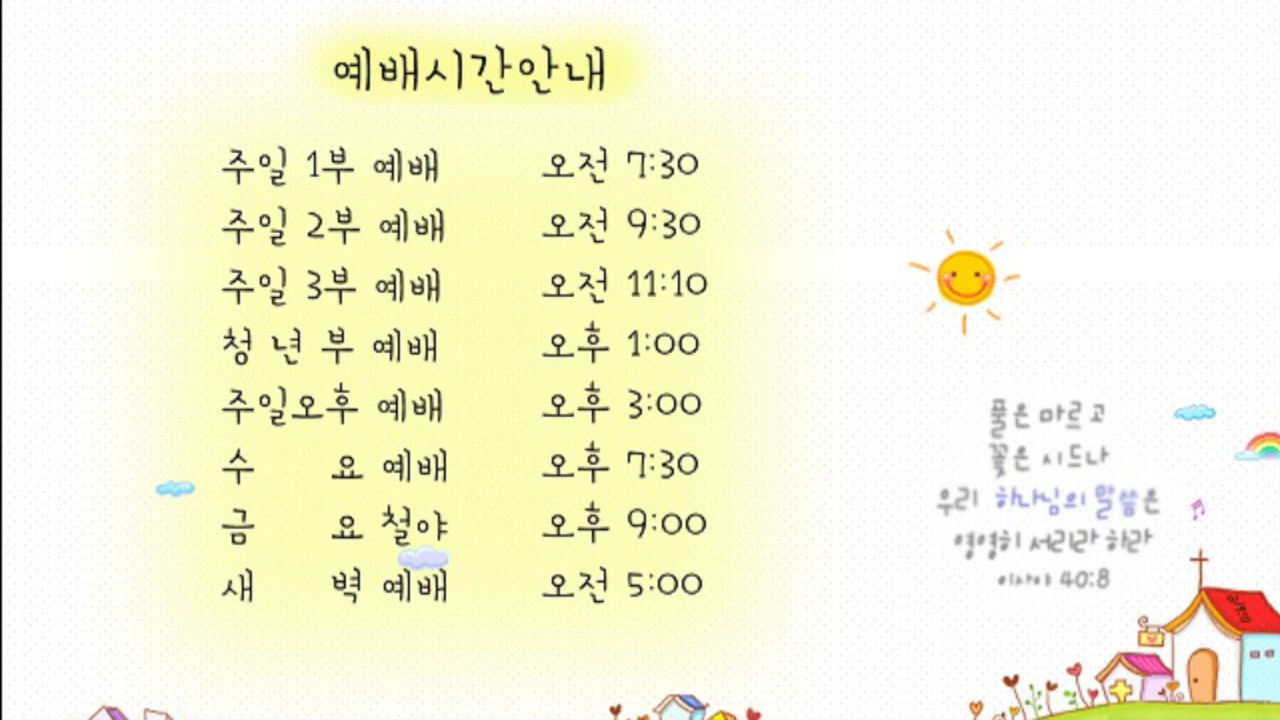 예배시간안내
주일 1부 예배 오전 7:30
주일 2부 예배 오전 9:30
주일 3부 예배 오전 11:10
청 년 부 예배 오후 1:00
주일오후 예배 오후 3:00
수 요 예배 오후 7:30
금 요 철야 오후 9:00
새 벽 예배 오전 5:00
풀은 마르고
꽃은 시드나
우리 하나님의 말씀은
영영히 서리라 하라
이사야 40:8